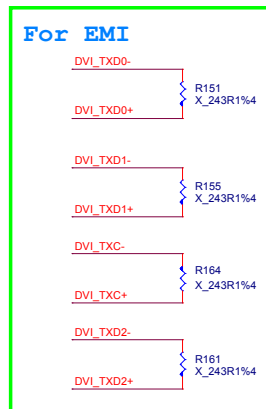 For EMI
DVI_TXD0-
R151
X_243R1%4
DVI_TXD0+
DVI_TXD1-
R155
X_243R1%4
DVI_TXD1+
DVI_TXC-
R164
X_243R1%4
DVI_TXC+
DVI_TXD2-
R161
X_243R1%4
DVI_TXD2+